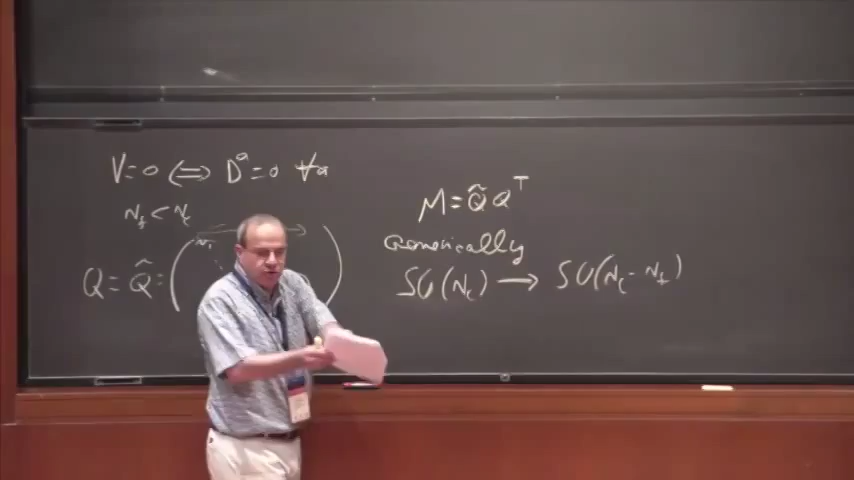 V=0 ⟺ D^a=0 ∀a
N_f < N_c
Q = Q̃ = (
M = Q̃ Q^T
Generically
SU(N_c) → SU(N_c - N_f)